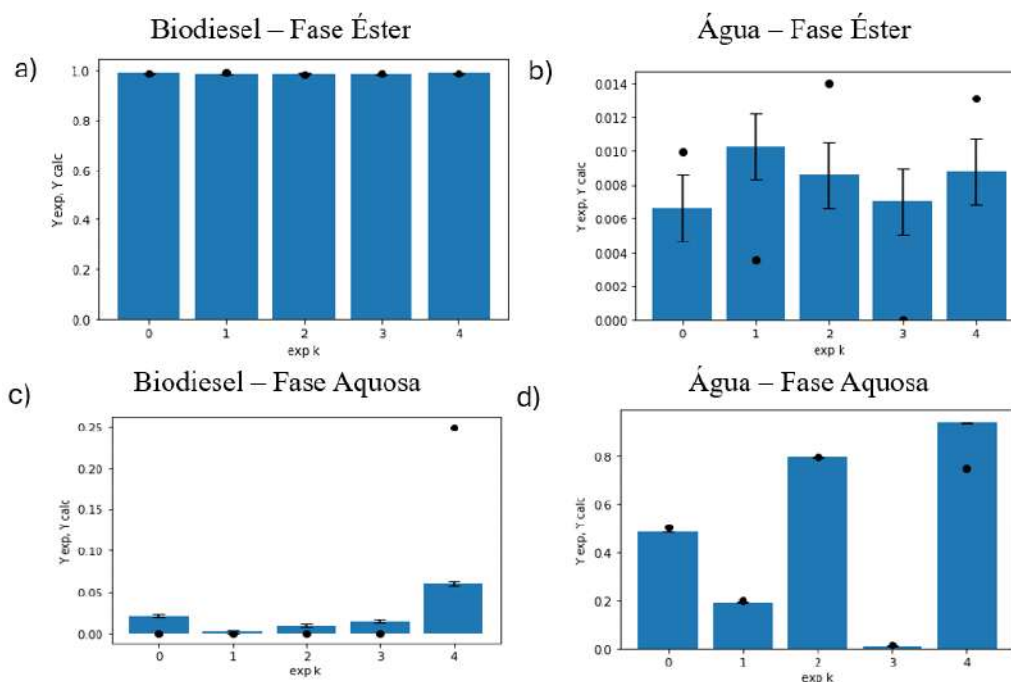 Biodiesel – Fase Éster
a)
Y exp, Y calc
1.0
0.8
0.6
0.4
0.2
0.0
0 1 2 3 4
exp k
Água – Fase Éster
b)
Y exp, Y calc
0.014
0.012
0.010
0.008
0.006
0.004
0.002
0.000
0 1 2 3 4
exp k
Biodiesel – Fase Aquosa
c)
Y exp, Y calc
0.25
0.20
0.15
0.10
0.05
0.00
0 1 2 3 4
exp k
Água – Fase Aquosa
d)
Y exp, Y calc
0.8
0.6
0.4
0.2
0.0
0 1 2 3 4
exp k